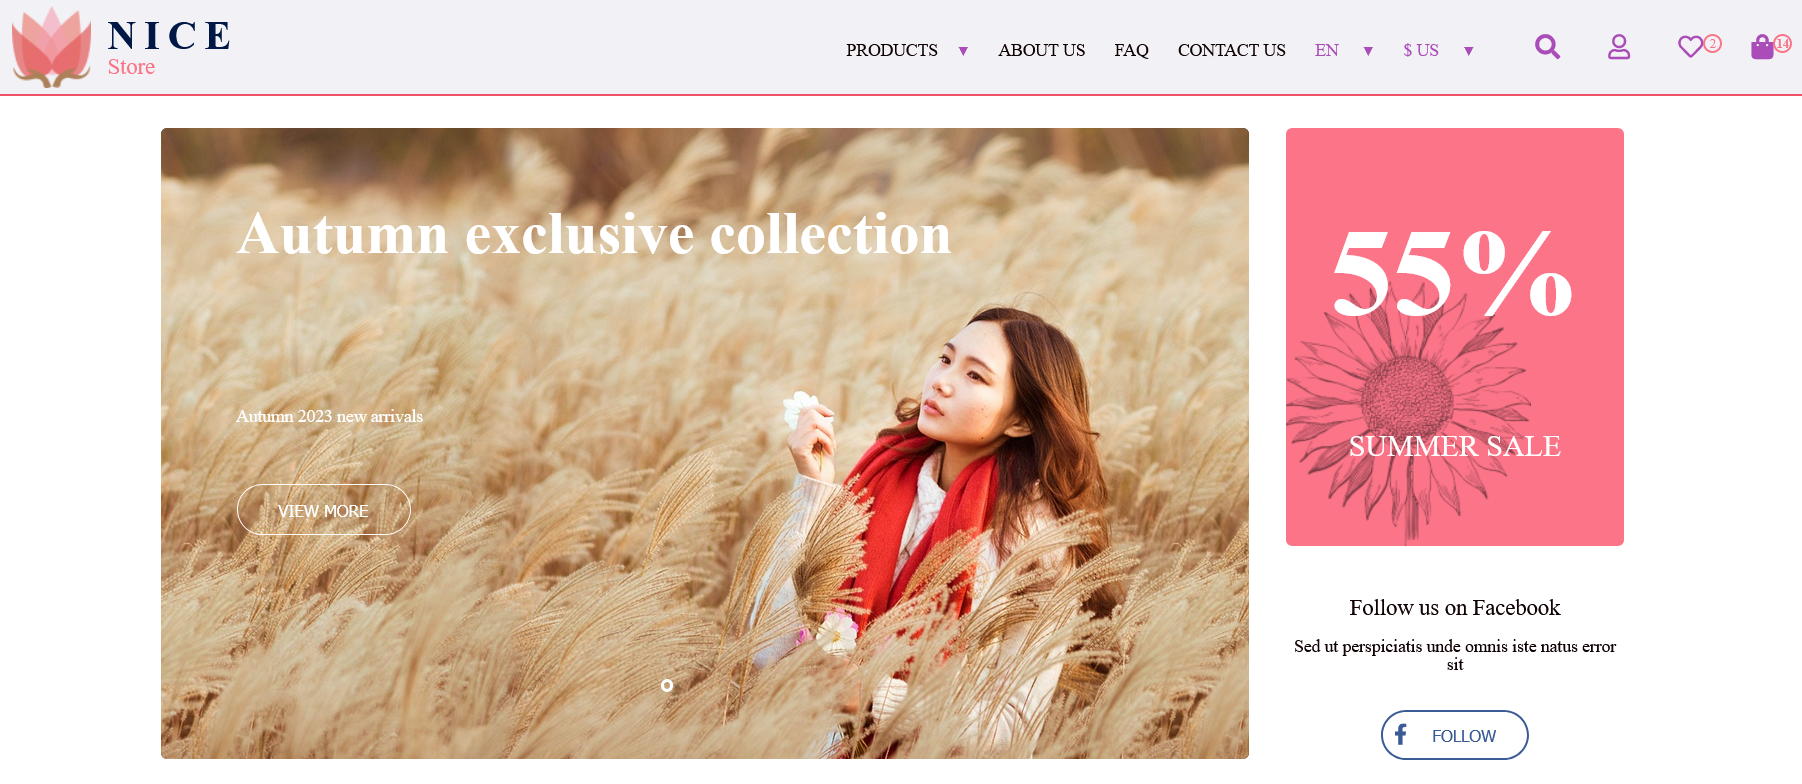 NICE
Store
PRODUCTS ▼ ABOUT US FAQ CONTACT US EN ▼ $ US ▼ 2 14
Autumn exclusive collection
Autumn 2023 new arrivals
VIEW MORE
55%
SUMMER SALE
Follow us on Facebook
Sed ut perspiciatis unde omnis iste natus error
sit
FOLLOW